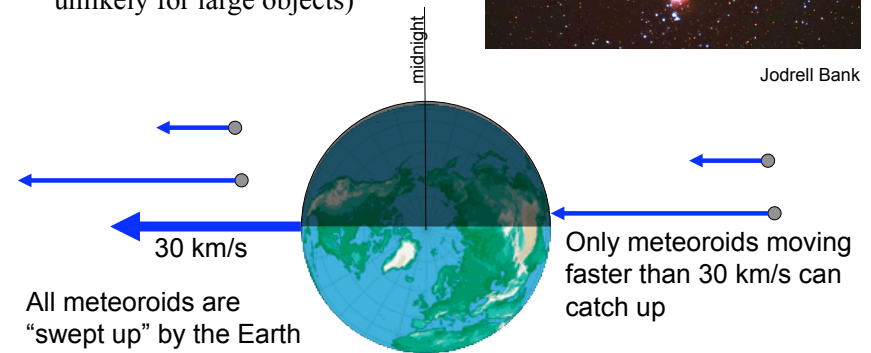 unlikely for large objects)
midnight
Jodrell Bank
30 km/s
All meteoroids are
“swept up” by the Earth
Only meteoroids moving
faster than 30 km/s can
catch up